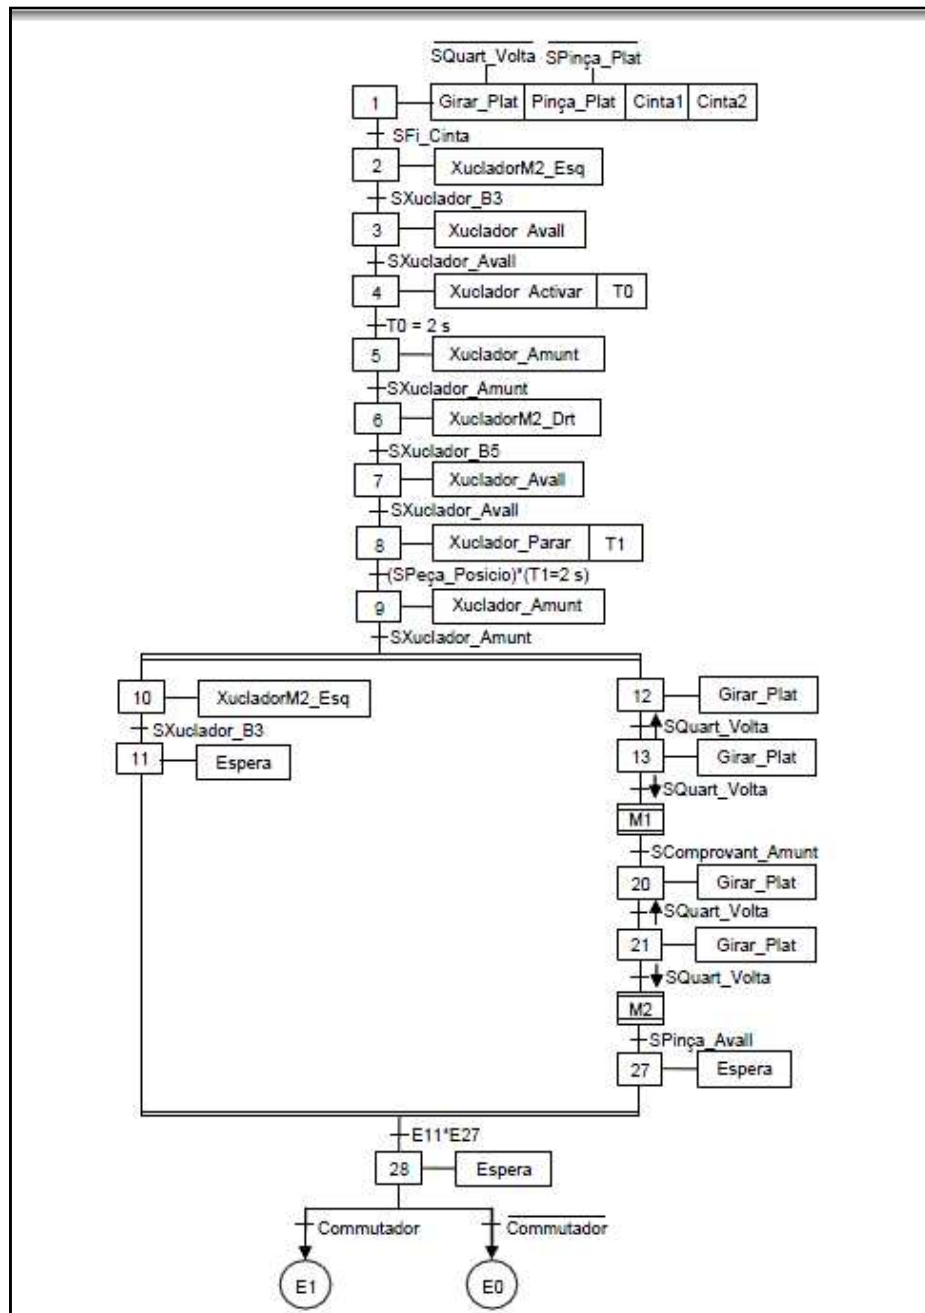 SQuart_Volta SPinça_Plat
1 Girar_Plat Pinça_Plat Cinta1 Cinta2
SFi_Cinta
2 XucladorM2_Esq
SXuclador_B3
3 Xuclador Avall
SXuclador_Avall
4 Xuclador Activar T0
T0 = 2 s
5 Xuclador_Amunt
SXuclador_Amunt
6 XucladorM2_Drt
SXuclador_B5
7 Xuclador_Avall
SXuclador_Avall
8 Xuclador_Parar T1
(SPeça_Posicio)*(T1=2 s)
9 Xuclador_Amunt
SXuclador_Amunt
10 XucladorM2_Esq
SXuclador_B3
11 Espera
12 Girar_Plat
SQuart_Volta
13 Girar_Plat
SQuart_Volta
M1
SComprovant_Amunt
20 Girar_Plat
SQuart_Volta
21 Girar_Plat
SQuart_Volta
M2
SPinça_Avall
27 Espera
E11*E27
28 Espera
Commutador Commutador
E1 E0